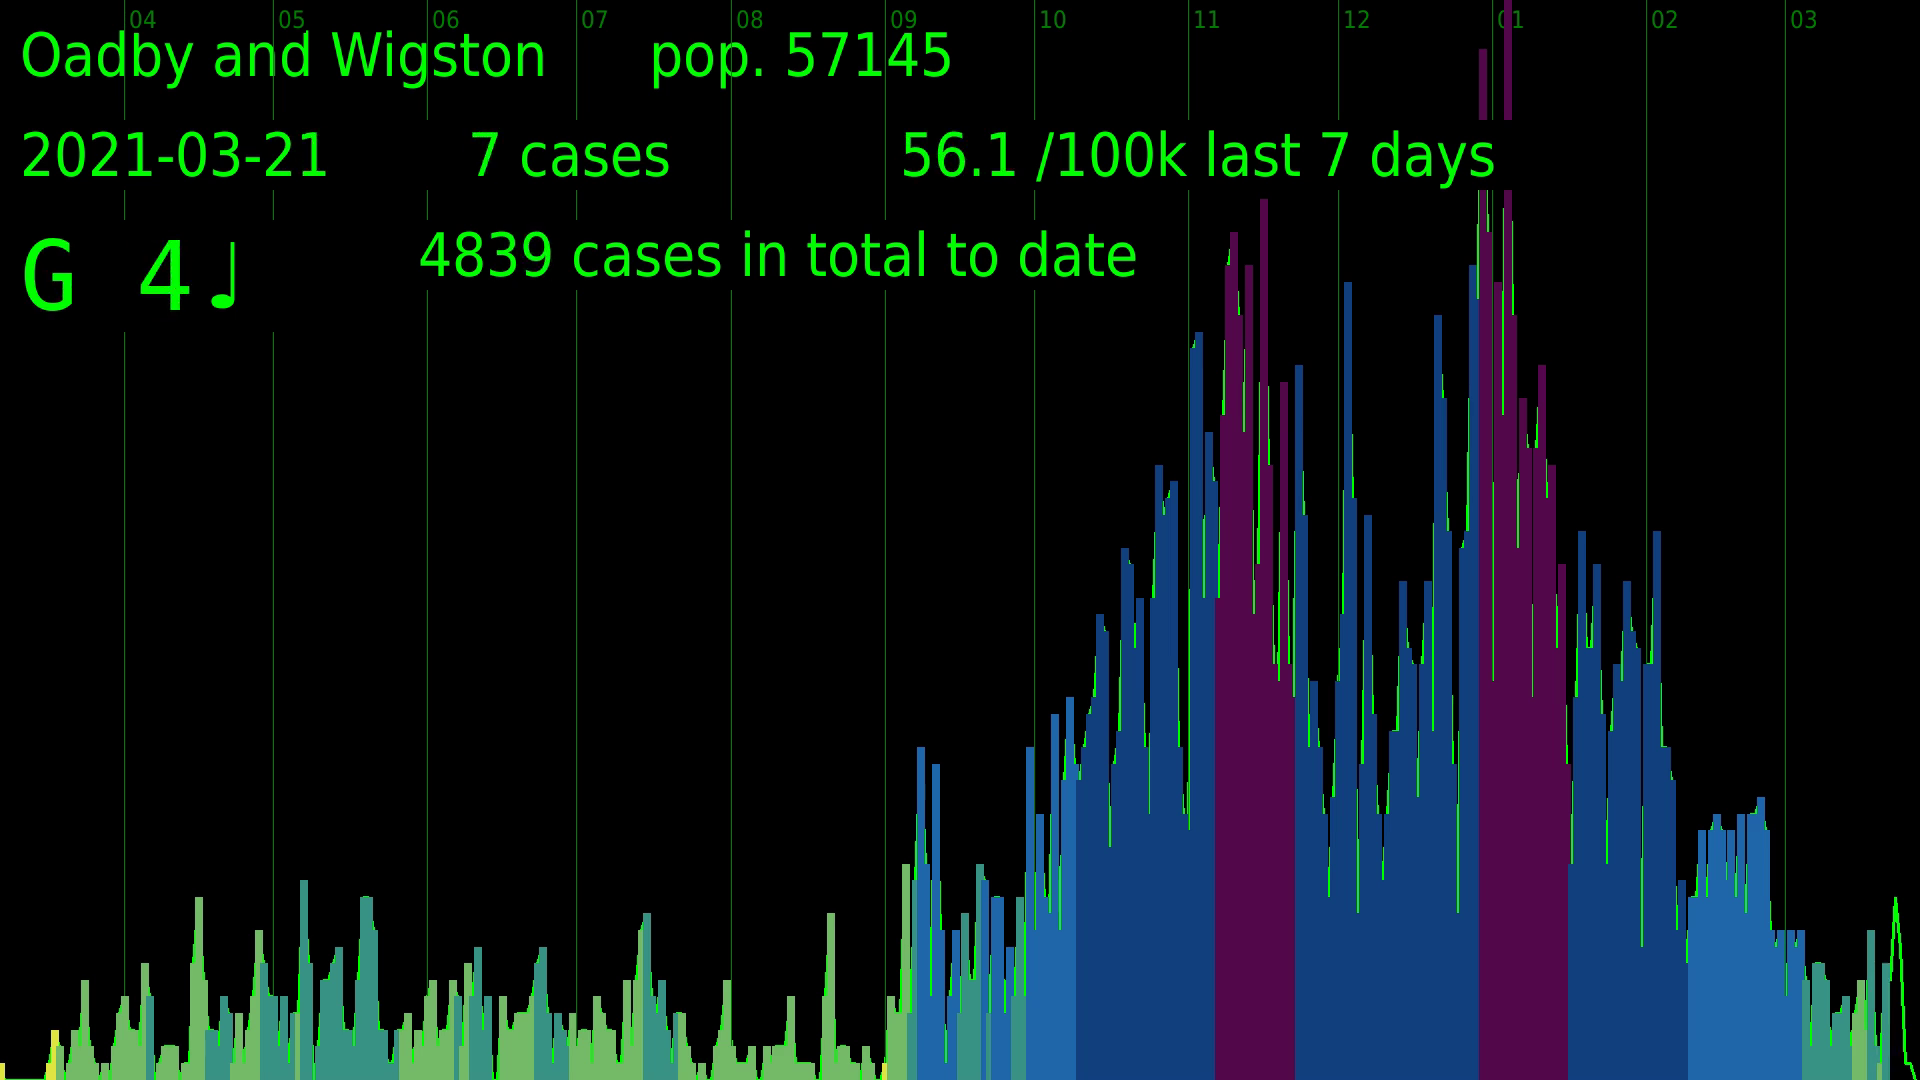 04 05 06 07 08 09 10 11 12 01 02 03
Oadby and Wigston pop. 57145
2021-03-21 7 cases 56.1 /100k last 7 days
G 4♩ 4839 cases in total to date